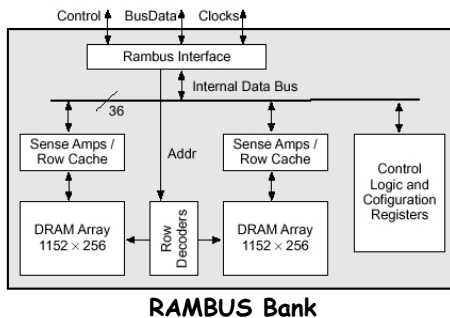 Control BusData Clocks
Rambus Interface
Internal Data Bus
36
Sense Amps /
Row Cache
Addr
Sense Amps /
Row Cache
Control
Logic and
Cofiguration
Registers
DRAM Array
1152 × 256
Row
Decoders
DRAM Array
1152 × 256
RAMBUS Bank